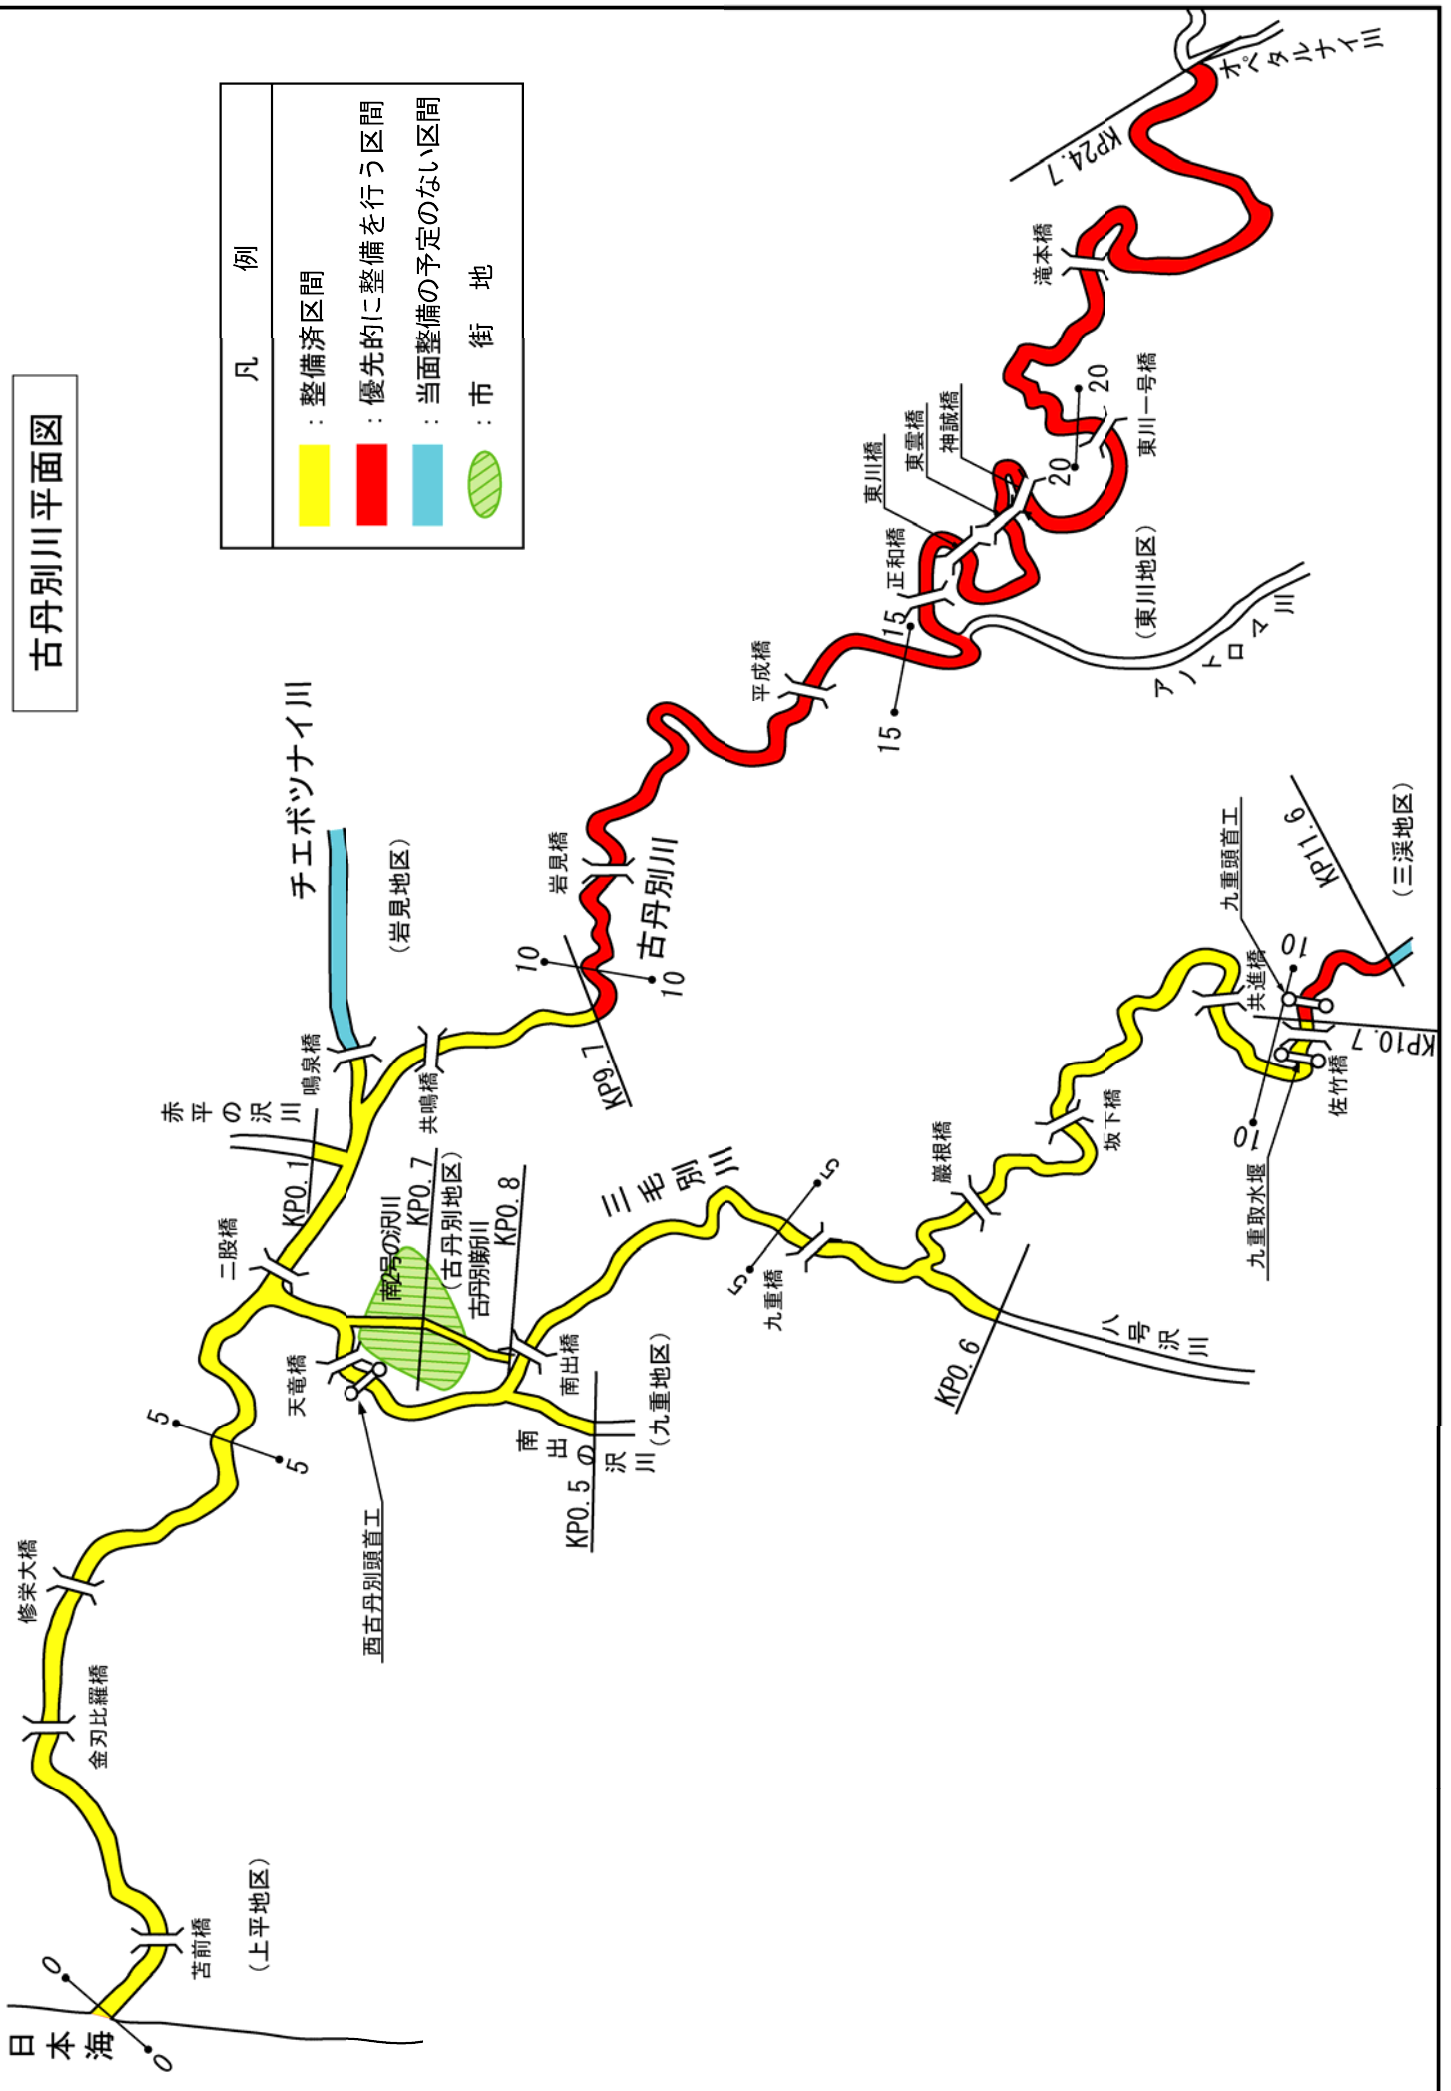 古丹別川平面図
凡 例
：整備済区間
：優先的に整備を行う区間
：当面整備の予定のない区間
：市 街 地
日本海
0
0
苫前橋
(上平地区)
金刃比羅橋
修栄大橋
5
5
二股橋
天竜橋
西古丹別頭首工
赤平の沢川
KP0.1
鳴泉橋
チエボツナイ川
(岩見地区)
共鳴橋
南2号の沢川
KP0.7
(古丹別地区)
古丹別川
KP0.8
南出橋
南出の沢川
KP0.5
(九重地区)
三毛別川
5
5
九重橋
KP0.6
八号沢川
巖根橋
坂下橋
共進橋
九重頭首工
10
10
九重取水堰
佐竹橋
KP10.7
KP11.6
(三渓地区)
KP9.7
10
10
岩見橋
古丹別川
平成橋
15
15
正和橋
アノトロマ川
(東川地区)
東川橋
東雲橋
神誠橋
20
20
東川一号橋
滝本橋
KP24.7
オペタルナイ川